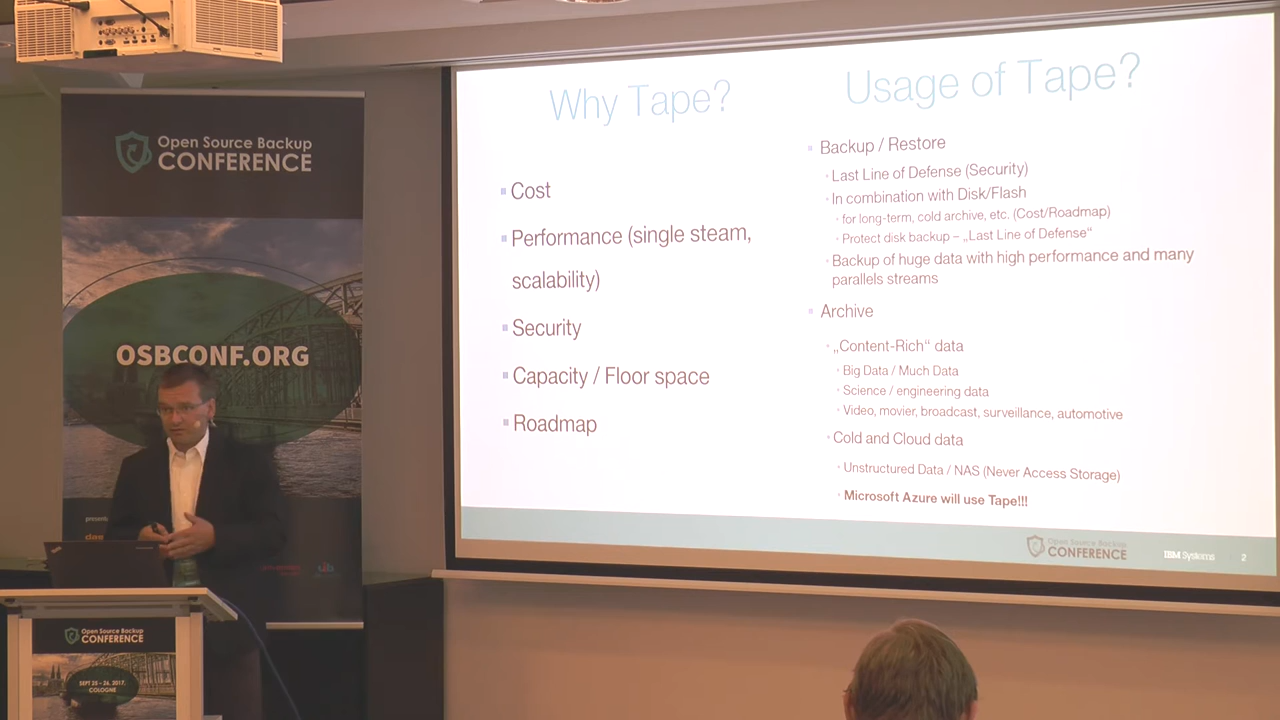 Open Source Backup
CONFERENCE
OSBCONF.ORG
Open Source Backup
CONFERENCE
SEPT 25 – 26, 2017,
COLOGNE
Why Tape?
Cost
Performance (single steam,
scalability)
Security
Capacity / Floor space
Roadmap
Usage of Tape?
Backup / Restore
Last Line of Defense (Security)
In combination with Disk/Flash
for long-term, cold archive, etc. (Cost/Roadmap)
Protect disk backup – „Last Line of Defense“
Backup of huge data with high performance and many
parallels streams
Archive
„Content-Rich“ data
Big Data / Much Data
Science / engineering data
Video, movier, broadcast, surveillance, automotive
Cold and Cloud data
Unstructured Data / NAS (Never Access Storage)
Microsoft Azure will use Tape!!!
Open Source Backup
CONFERENCE
IBM Systems
2